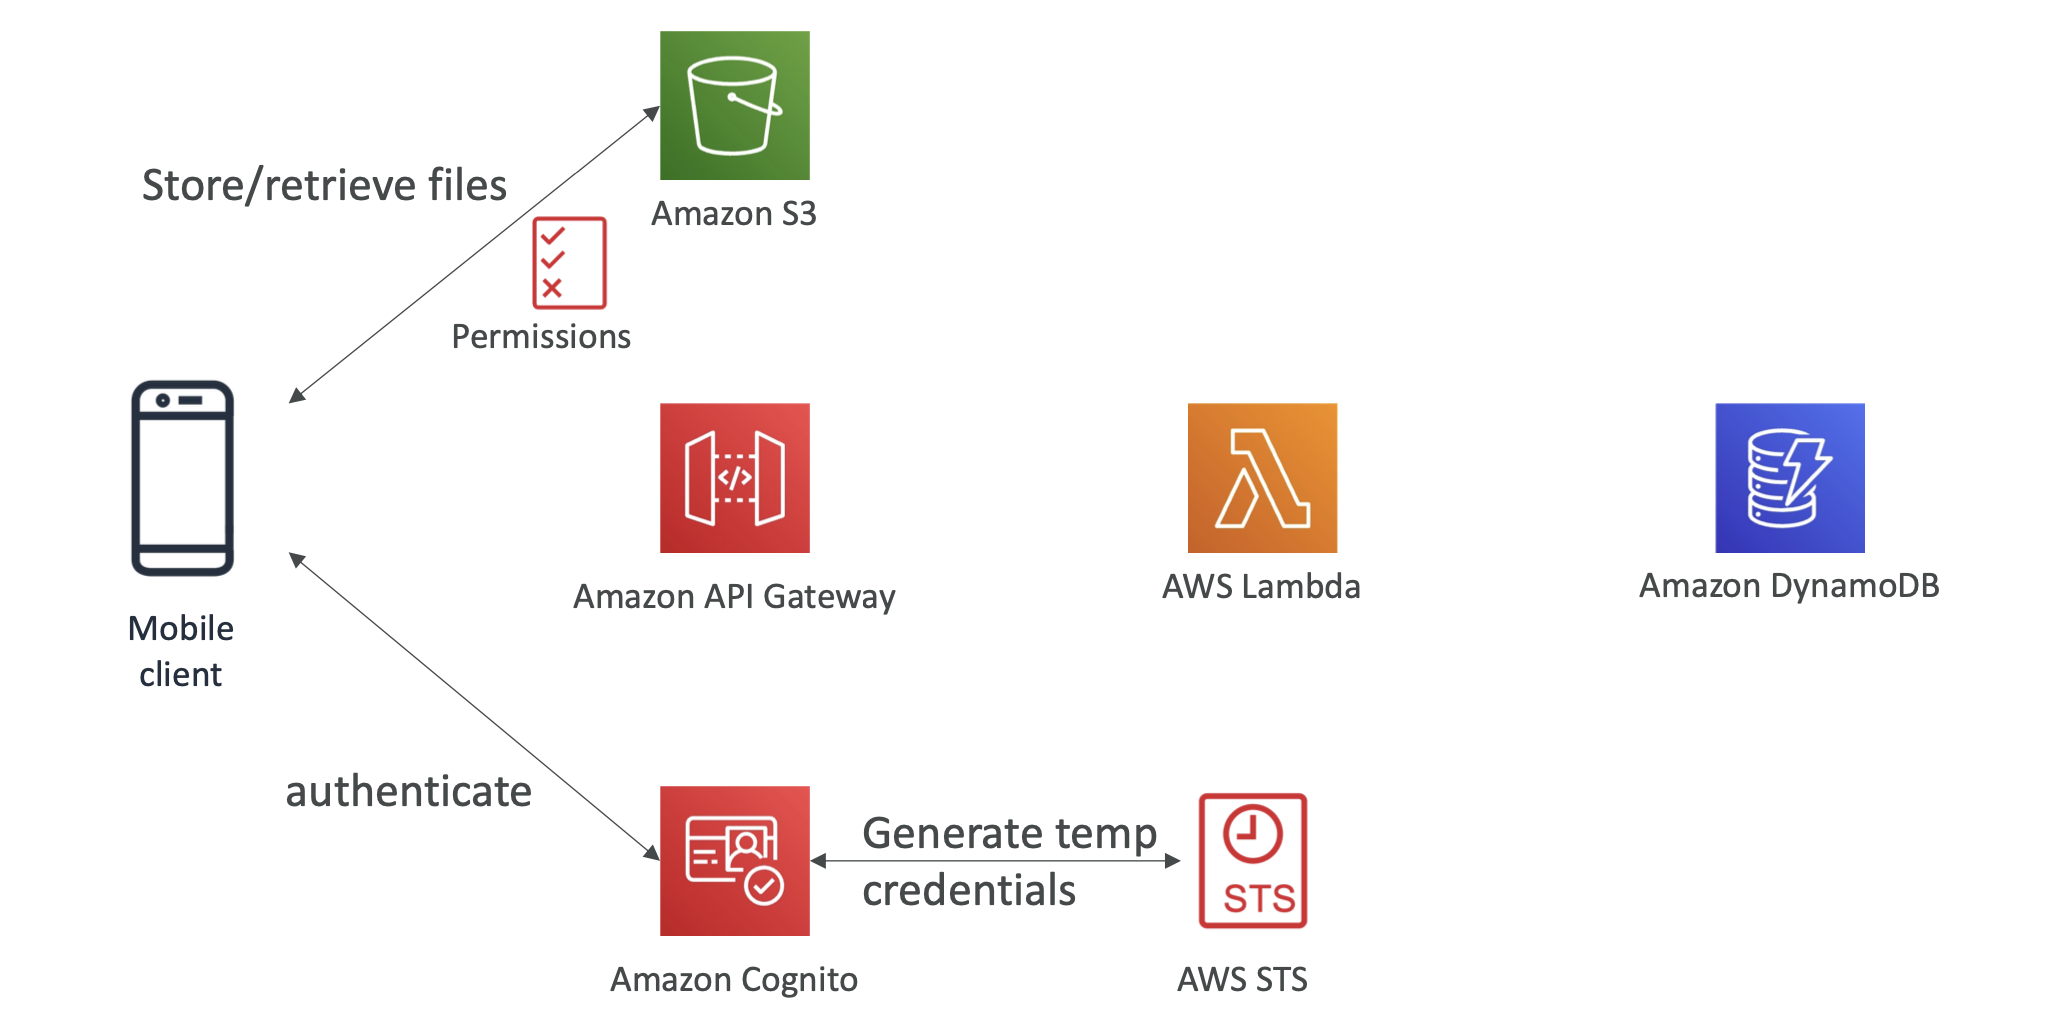 Store/retrieve files
Amazon S3
Permissions
Mobile
client
Amazon API Gateway
AWS Lambda
Amazon DynamoDB
authenticate
Generate temp
credentials
STS
Amazon Cognito
AWS STS